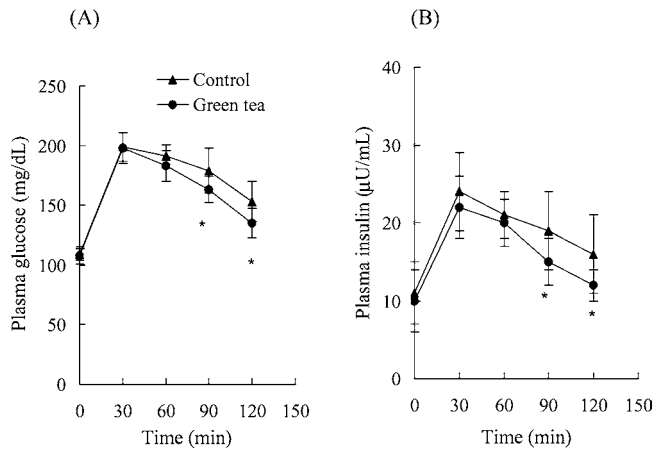 (A)
(B)
Control
Green tea
Plasma glucose (mg/dL)
250
200
150
100
50
0
*
*
0 30 60 90 120 150
Time (min)
Plasma insulin (μU/mL)
40
30
20
10
0
*
*
0 30 60 90 120 150
Time (min)